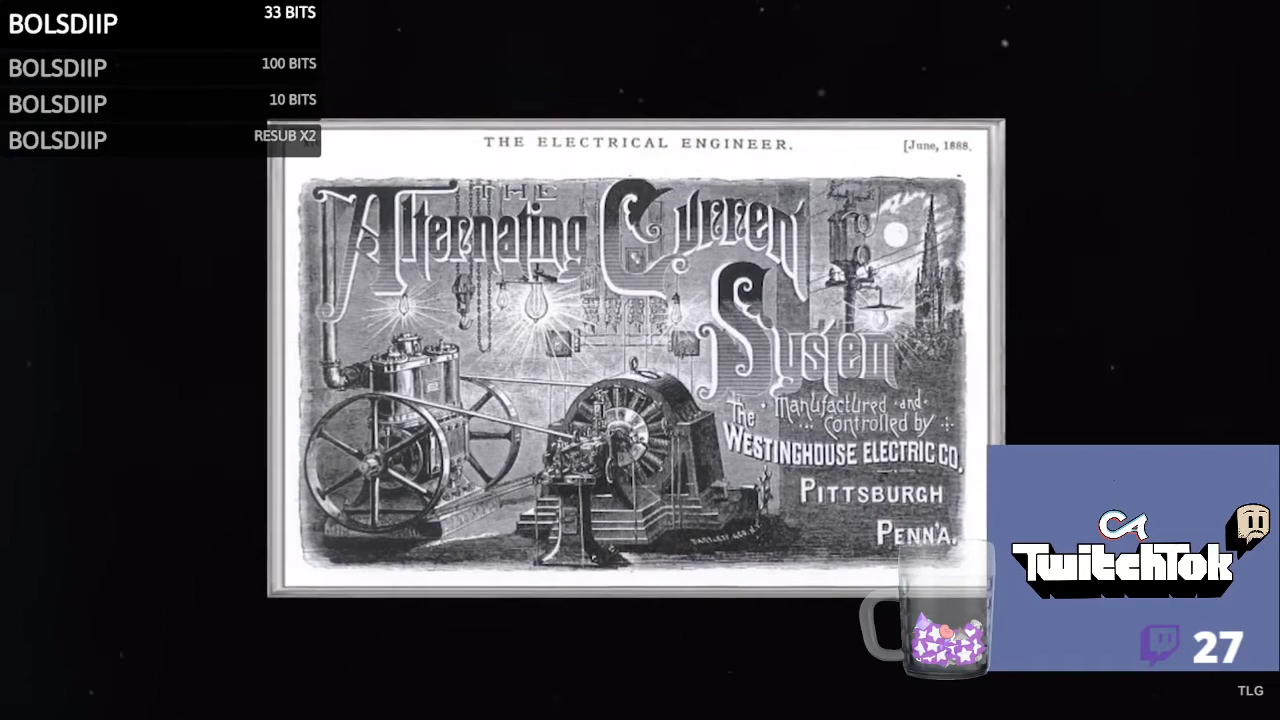 BOLSDIIP 33 BITS
BOLSDIIP 100 BITS
BOLSDIIP 10 BITS
BOLSDIIP RESUB X2
THE ELECTRICAL ENGINEER. [June, 1888.
THE
Alternating Current
System
The Manufactured and
controlled by
WESTINGHOUSE ELECTRIC CO,
PITTSBURGH
PENN'A.
CA
TwitchTok
27
TLG